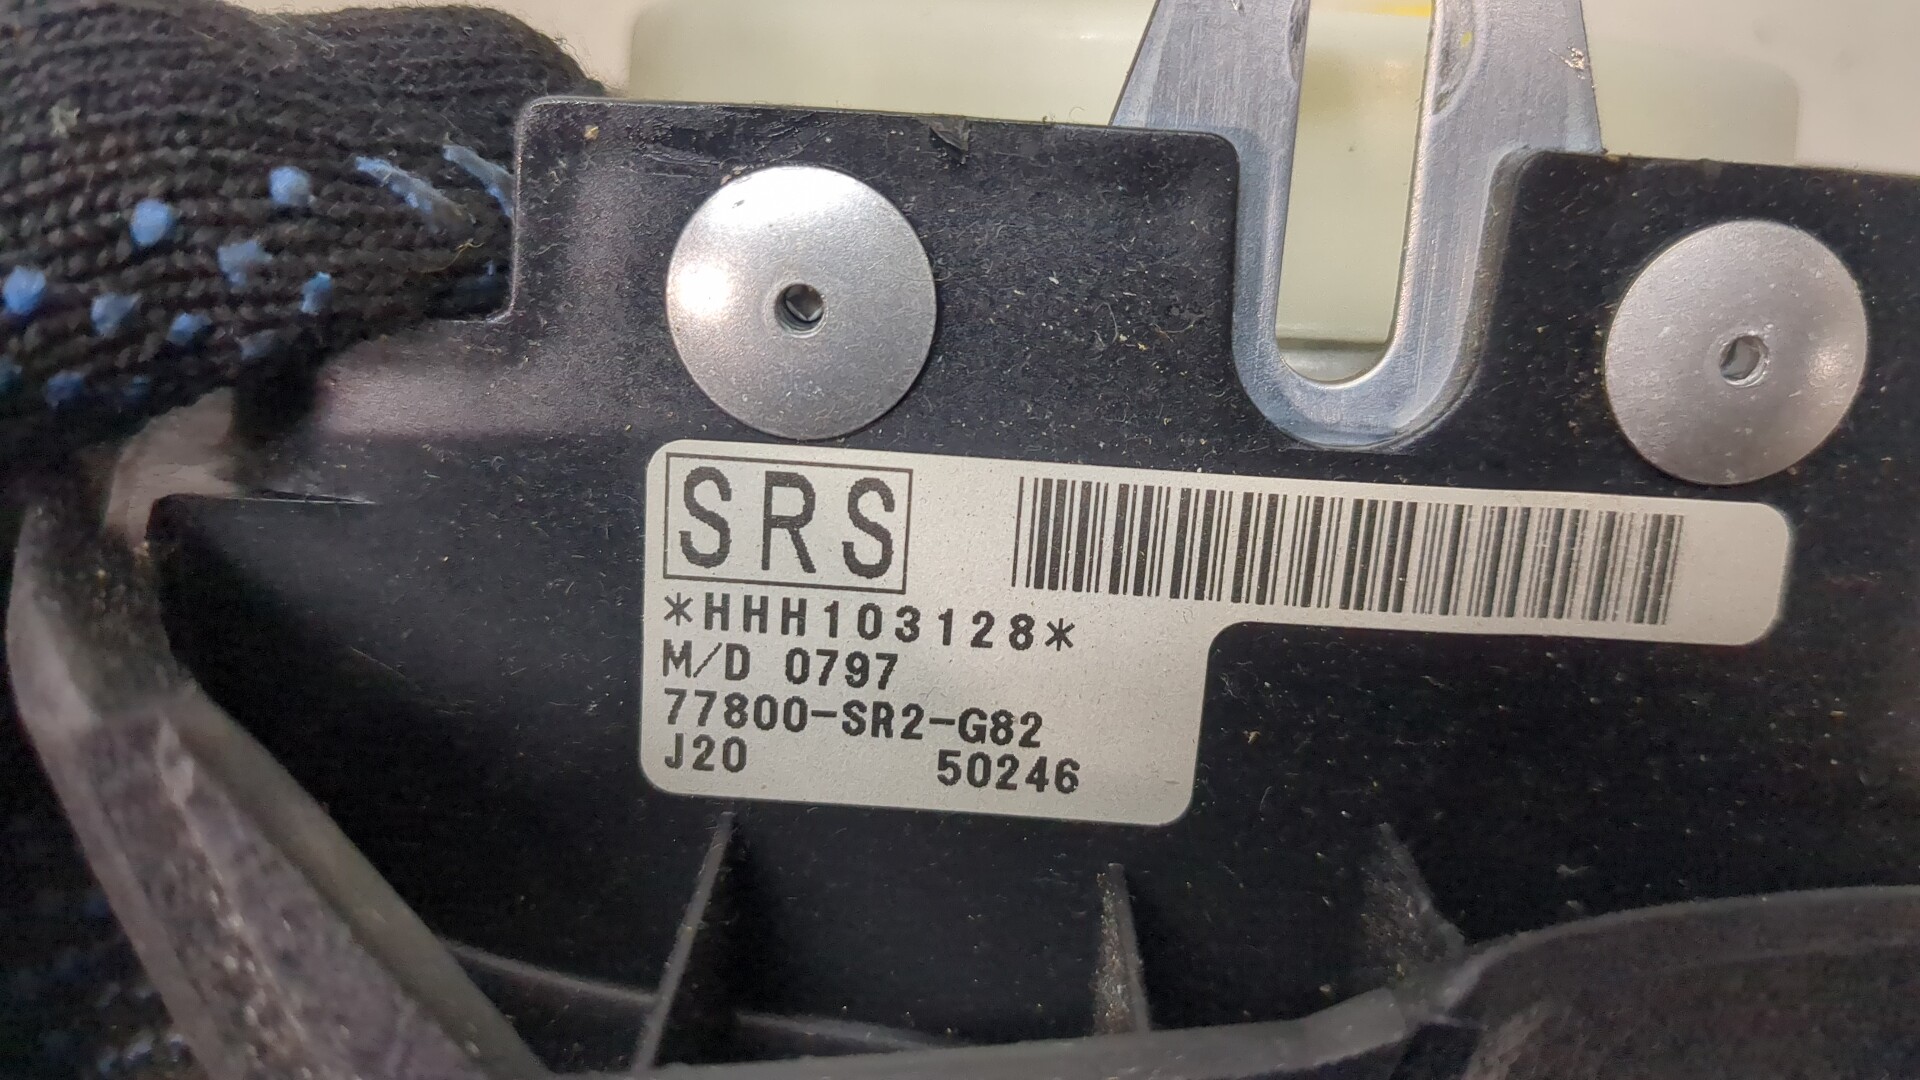 SRS
*HHH103128*
M/D 0797
77800-SR2-G82
J20 50246